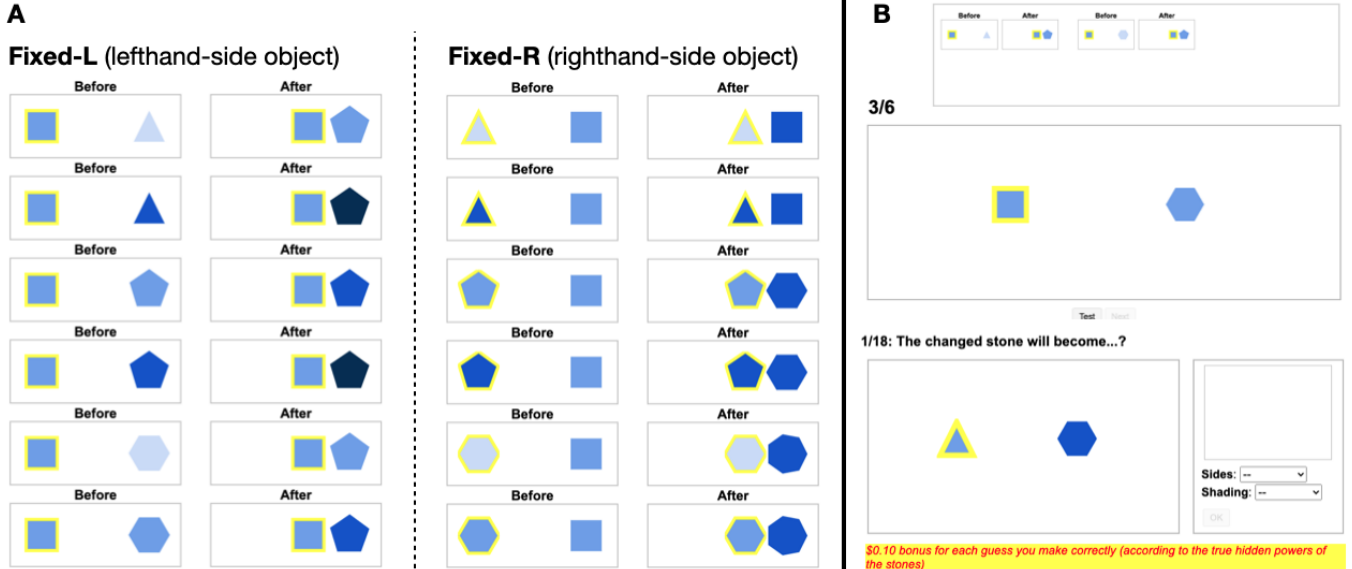 A
Fixed-L (lefthand-side object)
Before After
Before After
Before After
Before After
Before After
Before After
Fixed-R (righthand-side object)
Before After
Before After
Before After
Before After
Before After
Before After
B
Before After Before After
3/6
Test Next
1/18: The changed stone will become...?
Sides: --
Shading: --
OK
$0.10 bonus for each guess you make correctly (according to the true hidden powers of
the stones)